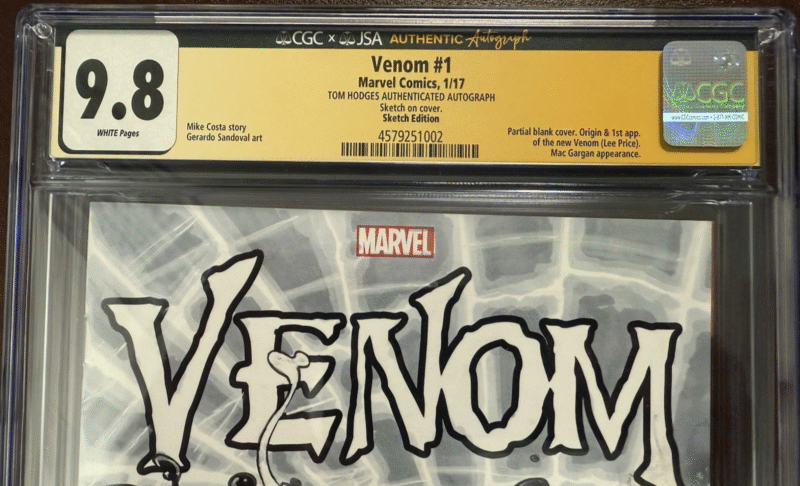 CGC x JSA AUTHENTIC Autograph
9.8
WHITE Pages
Venom #1
Marvel Comics, 1/17
TOM HODGES AUTHENTICATED AUTOGRAPH
Sketch on cover.
Sketch Edition
Mike Costa story
Gerardo Sandoval art
4579251002
Partial blank cover. Origin & 1st app.
of the new Venom (Lee Price).
Mac Gargan appearance.
CGC
MARVEL
VENOM